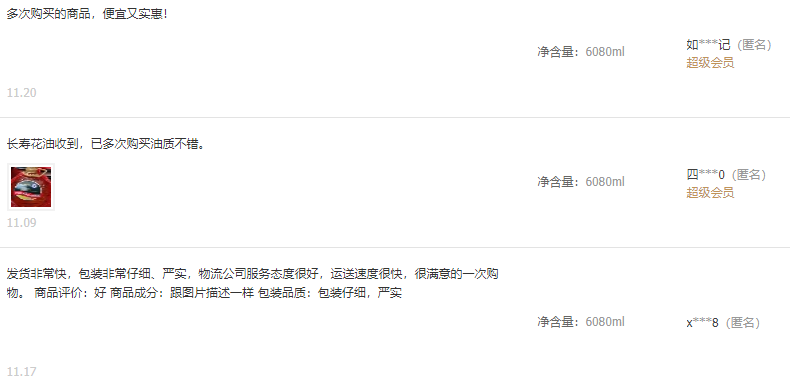 多次购买的商品，便宜又实惠！
净含量：6080ml
如***记（匿名）
超级会员
11.20
长寿花油收到，已多次购买油质不错。
净含量：6080ml
四***0（匿名）
超级会员
11.09
发货非常快，包装非常仔细、严实，物流公司服务态度很好，运送速度很快，很满意的一次购
物。 商品评价：好 商品成分：跟图片描述一样 包装品质：包装仔细，严实
净含量：6080ml
x***8（匿名）
11.17